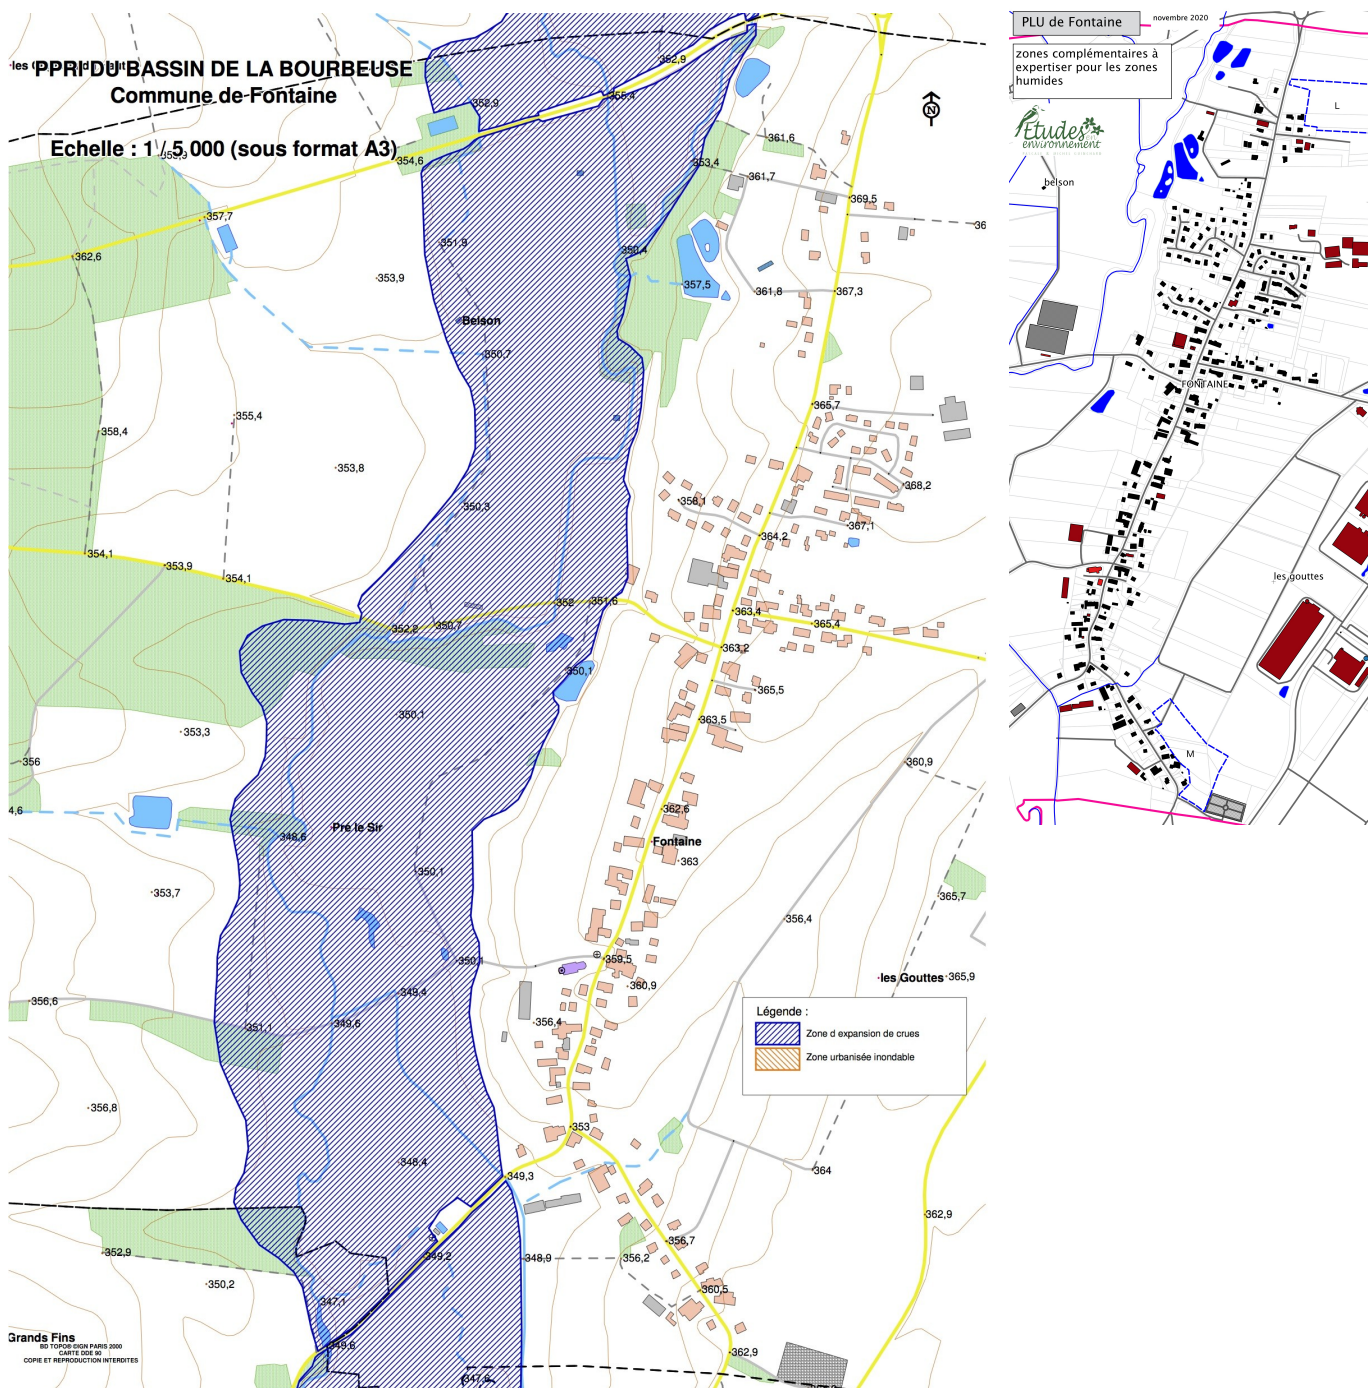 PPRI DU BASSIN DE LA BOURBEUSE
Commune de Fontaine
Echelle : 1 / 5 000 (sous format A3)
352,9
352,9
355,4
354,6
361,6
353,4
361,7
369,5
357,7
351,9
350,4
362,6
353,9
357,5
361,8
367,3
Belson
350,7
365,7
355,4
358,4
353,8
368,2
358,1
350,3
367,1
364,2
354,1
353,9
354,1
352
351,6
363,4
352,2
350,7
365,4
363,2
350,1
365,5
350,1
363,5
353,3
356
360,9
4,6
362,6
Pré le Sir
348,6
Fontaine
363
350,1
353,7
365,7
356,4
359,5
350,1
les Gouttes
365,9
360,9
349,4
356,6
349,6
351,1
356,4
Légende :
Zone d expansion de crues
Zone urbanisée inondable
356,8
353
348,4
349,3
364
362,9
356,7
352,9
349,2
348,9
356,2
350,2
360,5
347,1
Grands Fins
349,6
BD TOPO® ©IGN PARIS 2000
CARTE DDE 90
COPIE ET REPRODUCTION INTERDITES
362,9
347,6
PLU de Fontaine
novembre 2020
zones complémentaires à
expertiser pour les zones
humides
Etudes
environnement
L
belson
FONTAINE
les gouttes
M